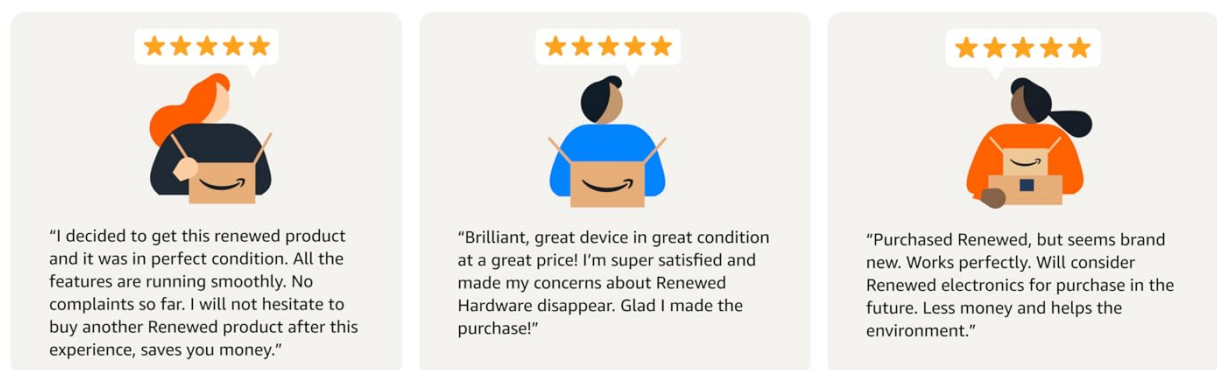 “I decided to get this renewed product
and it was in perfect condition. All the
features are running smoothly. No
complaints so far. I will not hesitate to
buy another Renewed product after this
experience, saves you money.”
“Brilliant, great device in great condition
at a great price! I’m super satisfied and
made my concerns about Renewed
Hardware disappear. Glad I made the
purchase!”
“Purchased Renewed, but seems brand
new. Works perfectly. Will consider
Renewed electronics for purchase in the
future. Less money and helps the
environment.”